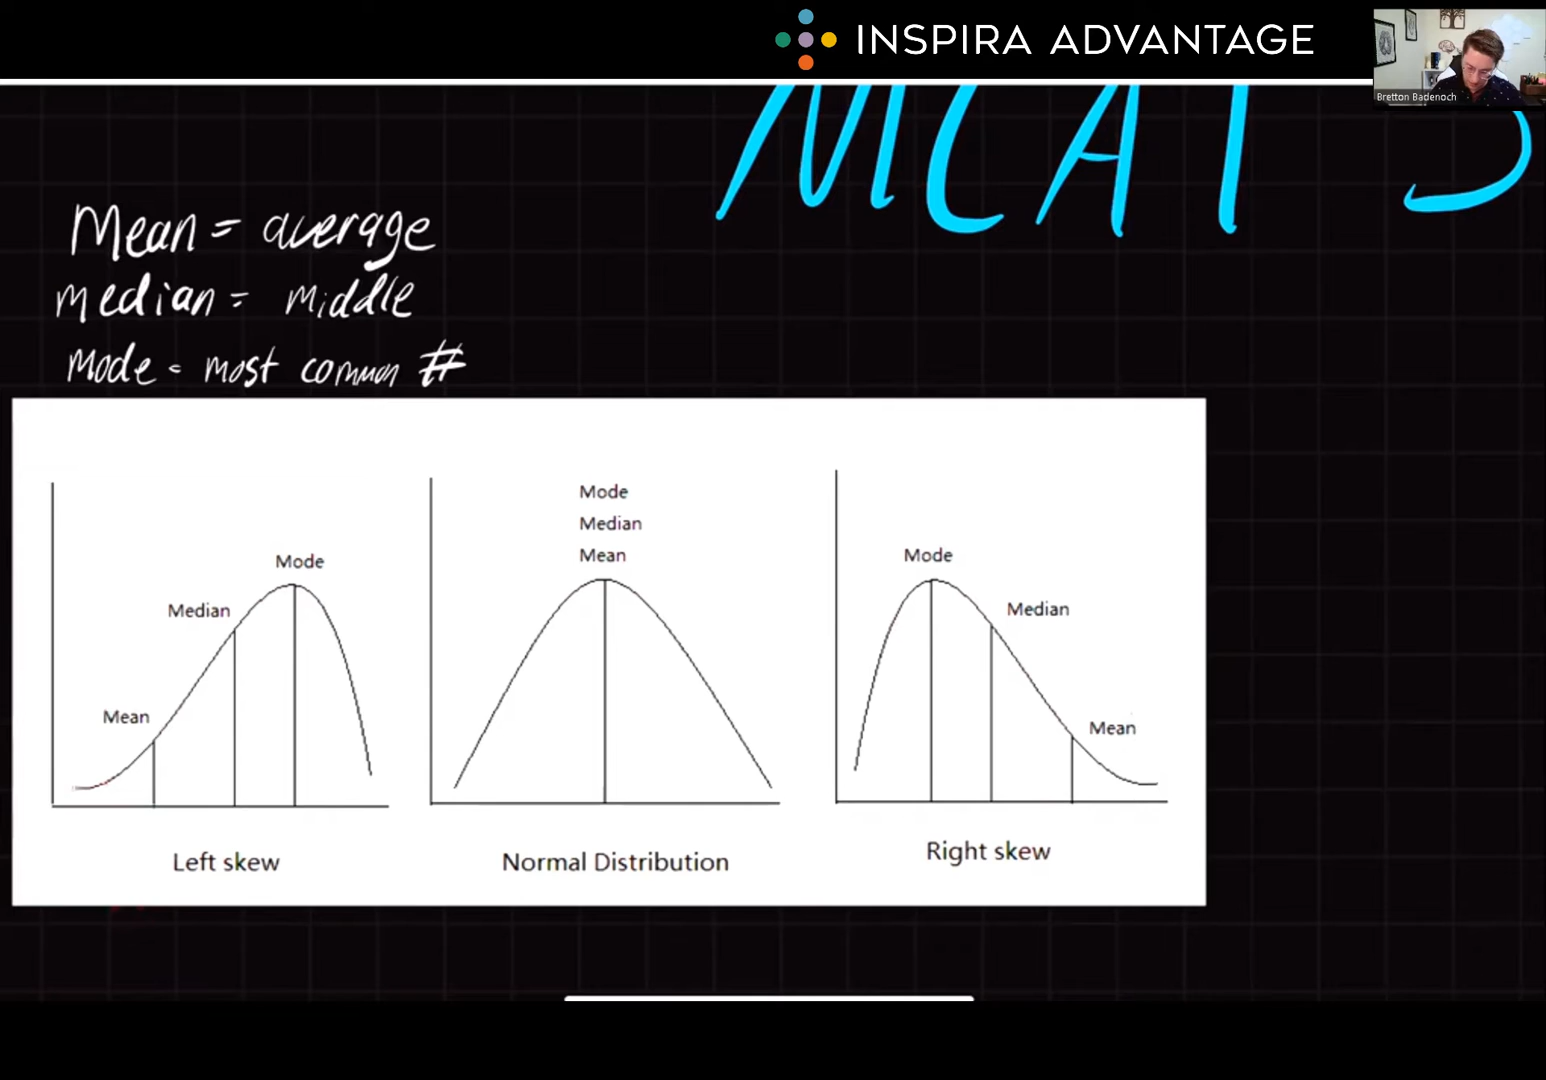 INSPIRA ADVANTAGE
Bretton Badenoch
MCAT
Mean = average
median = middle
Mode = most common #
Mode
Median
Mean
Left skew
Mode
Median
Mean
Normal Distribution
Mode
Median
Mean
Right skew